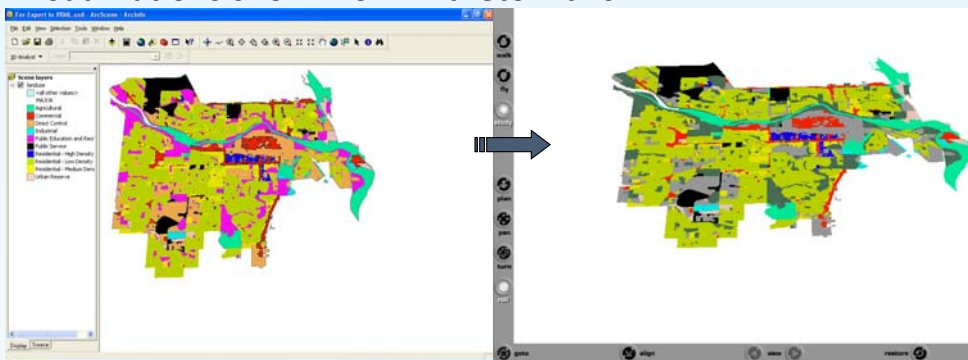 For Export to VRML.sxd - ArcScene - ArcInfo
File Edit View Selection Tools Window Help
3D Analyst
Scene layers
landuse
<all other values>
MAJOR
Agricultural
Commercial
Direct Control
Industrial
Public Education and Recr
Public Service
Residential - High Density
Residential - Low Density
Residential - Medium Dens
Urban Reserve
Display Source
walk
fly
study
plan
pan
turn
roll
goto align view restore